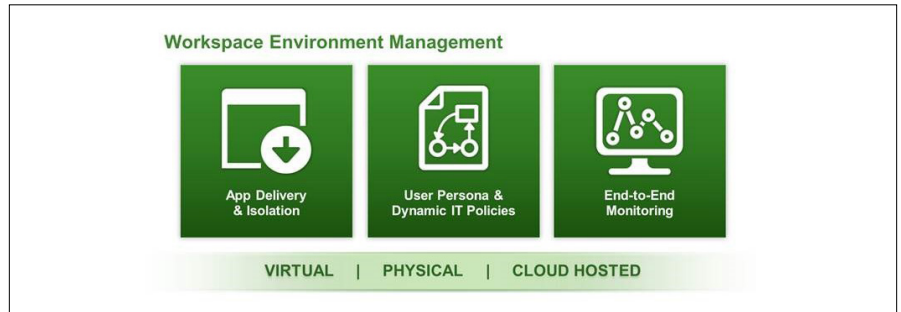 Workspace Environment Management
App Delivery
& Isolation
User Persona &
Dynamic IT Policies
End-to-End
Monitoring
VIRTUAL | PHYSICAL | CLOUD HOSTED